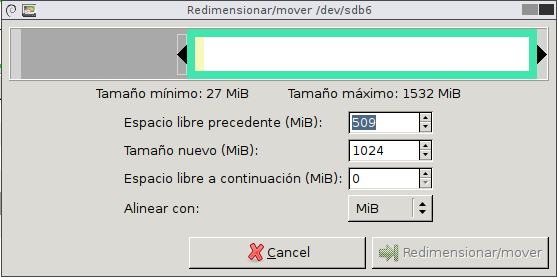 Redimensionar/mover /dev/sdb6
Tamaño mínimo: 27 MiB Tamaño máximo: 1532 MiB
Espacio libre precedente (MiB): 509
Tamaño nuevo (MiB): 1024
Espacio libre a continuación (MiB): 0
Alinear con: MiB
Cancel Redimensionar/mover